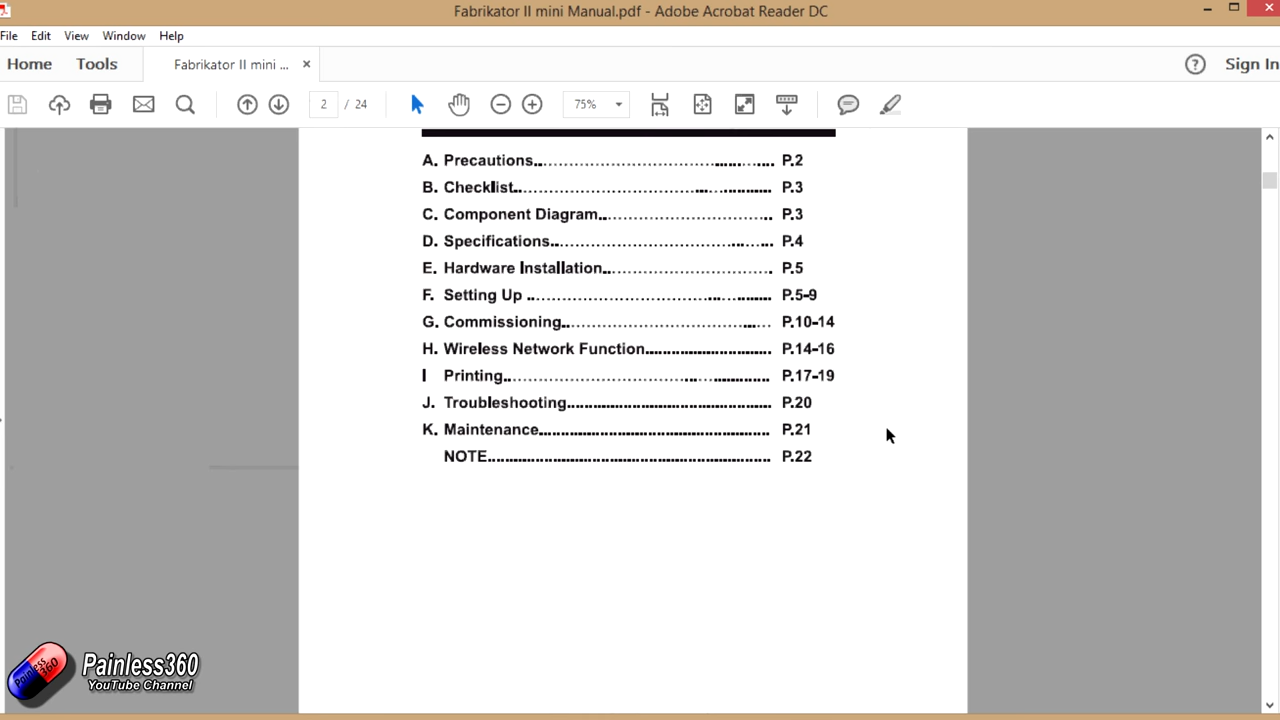 Fabrikator II mini Manual.pdf - Adobe Acrobat Reader DC
File Edit View Window Help
Home Tools Fabrikator II mini ... × ? Sign In
2 / 24 75%
A. Precautions................................................ P.2
B. Checklist................................................... P.3
C. Component Diagram.................................. P.3
D. Specifications............................................ P.4
E. Hardware Installation................................. P.5
F. Setting Up ................................................. P.5-9
G. Commissioning.......................................... P.10-14
H. Wireless Network Function......................... P.14-16
I Printing..................................................... P.17-19
J. Troubleshooting......................................... P.20
K. Maintenance.............................................. P.21
NOTE......................................................... P.22
Painless360
Painless360
YouTube Channel